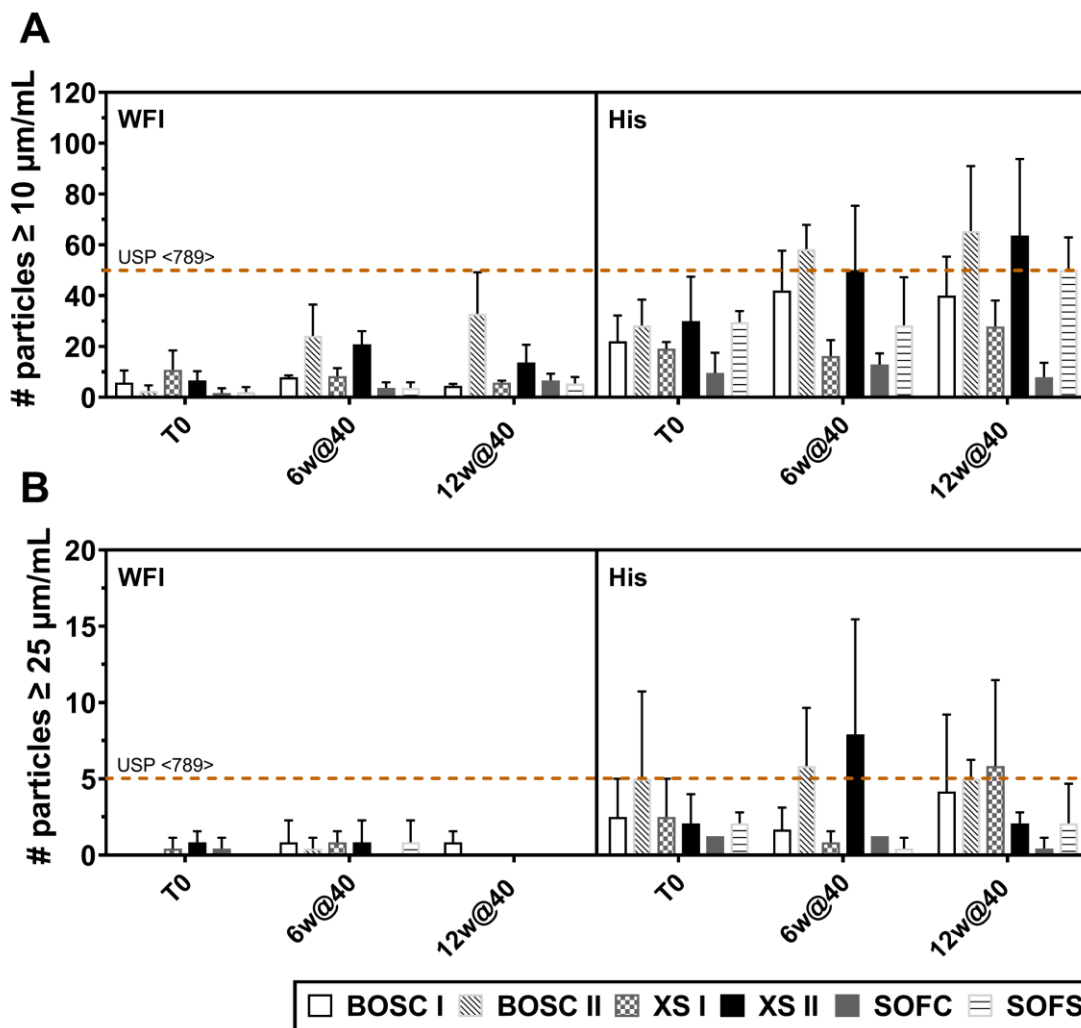 A
# particles ≥ 10 µm/mL
120
100
80
60
40
20
0
WFI
His
USP <789>
T0
6w@40
12w@40
T0
6w@40
12w@40
B
# particles ≥ 25 µm/mL
20
15
10
5
0
WFI
His
USP <789>
T0
6w@40
12w@40
T0
6w@40
12w@40
BOSC I BOSC II XS I XS II SOFC SOFS